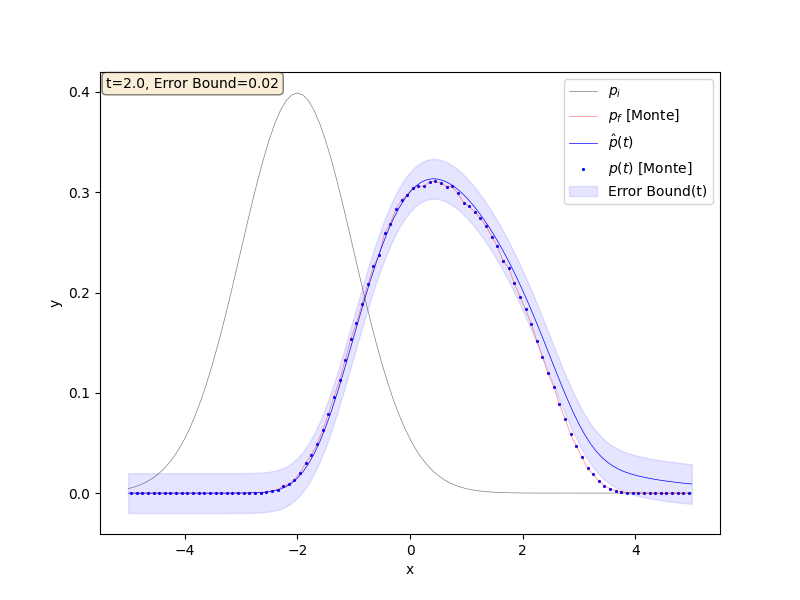 t=2.0, Error Bound=0.02
p_i
p_f [Monte]
p̂(t)
p(t) [Monte]
Error Bound(t)
0.4
0.3
0.2
0.1
0.0
y
−4
−2
0
2
4
x